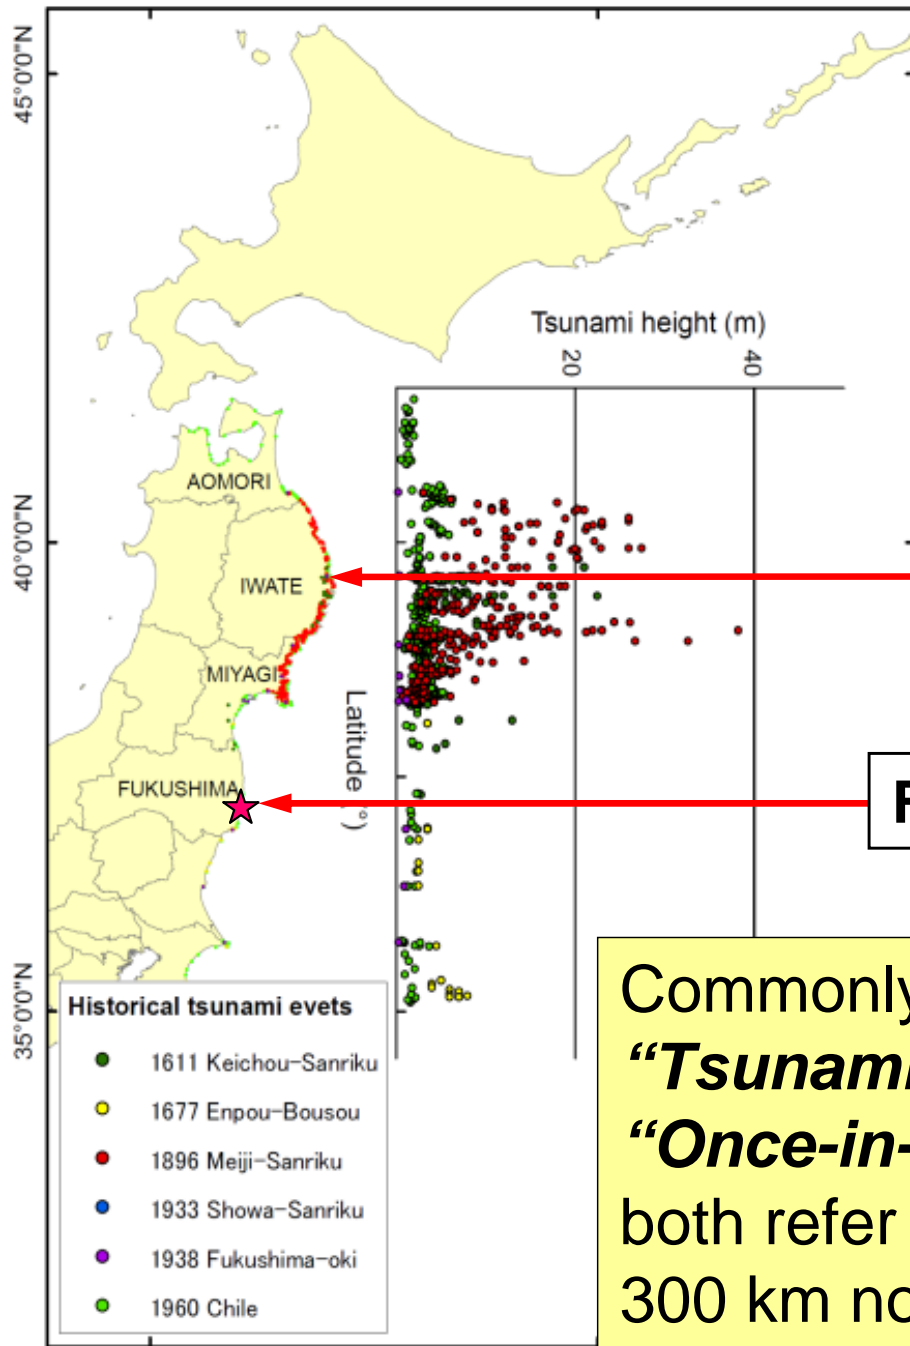 45°0'0"N
Tsunami height (m)
20
40
AOMORI
40°0'0"N
IWATE
MIYAGI
Latitude (°)
FUKUSHIMA
35°0'0"N
Historical tsunami evets
1611 Keichou-Sanriku
1677 Enpou-Bousou
1896 Meiji-Sanriku
1933 Showa-Sanriku
1938 Fukushima-oki
1960 Chile
Commonly
“Tsunami
“Once-in-
both refer
300 km no